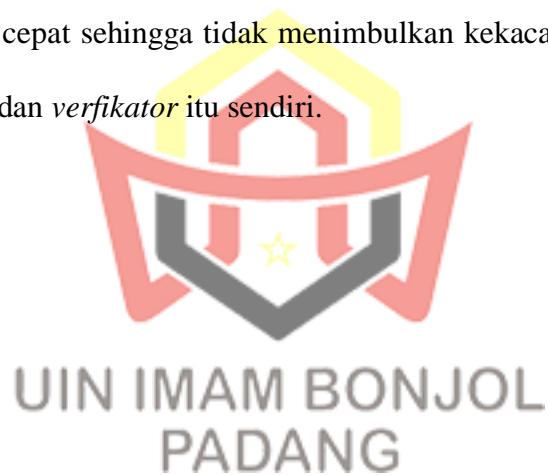 cepat sehingga tidak menimbulkan kekaca
dan verfikator itu sendiri.
UIN IMAM BONJOL
PADANG